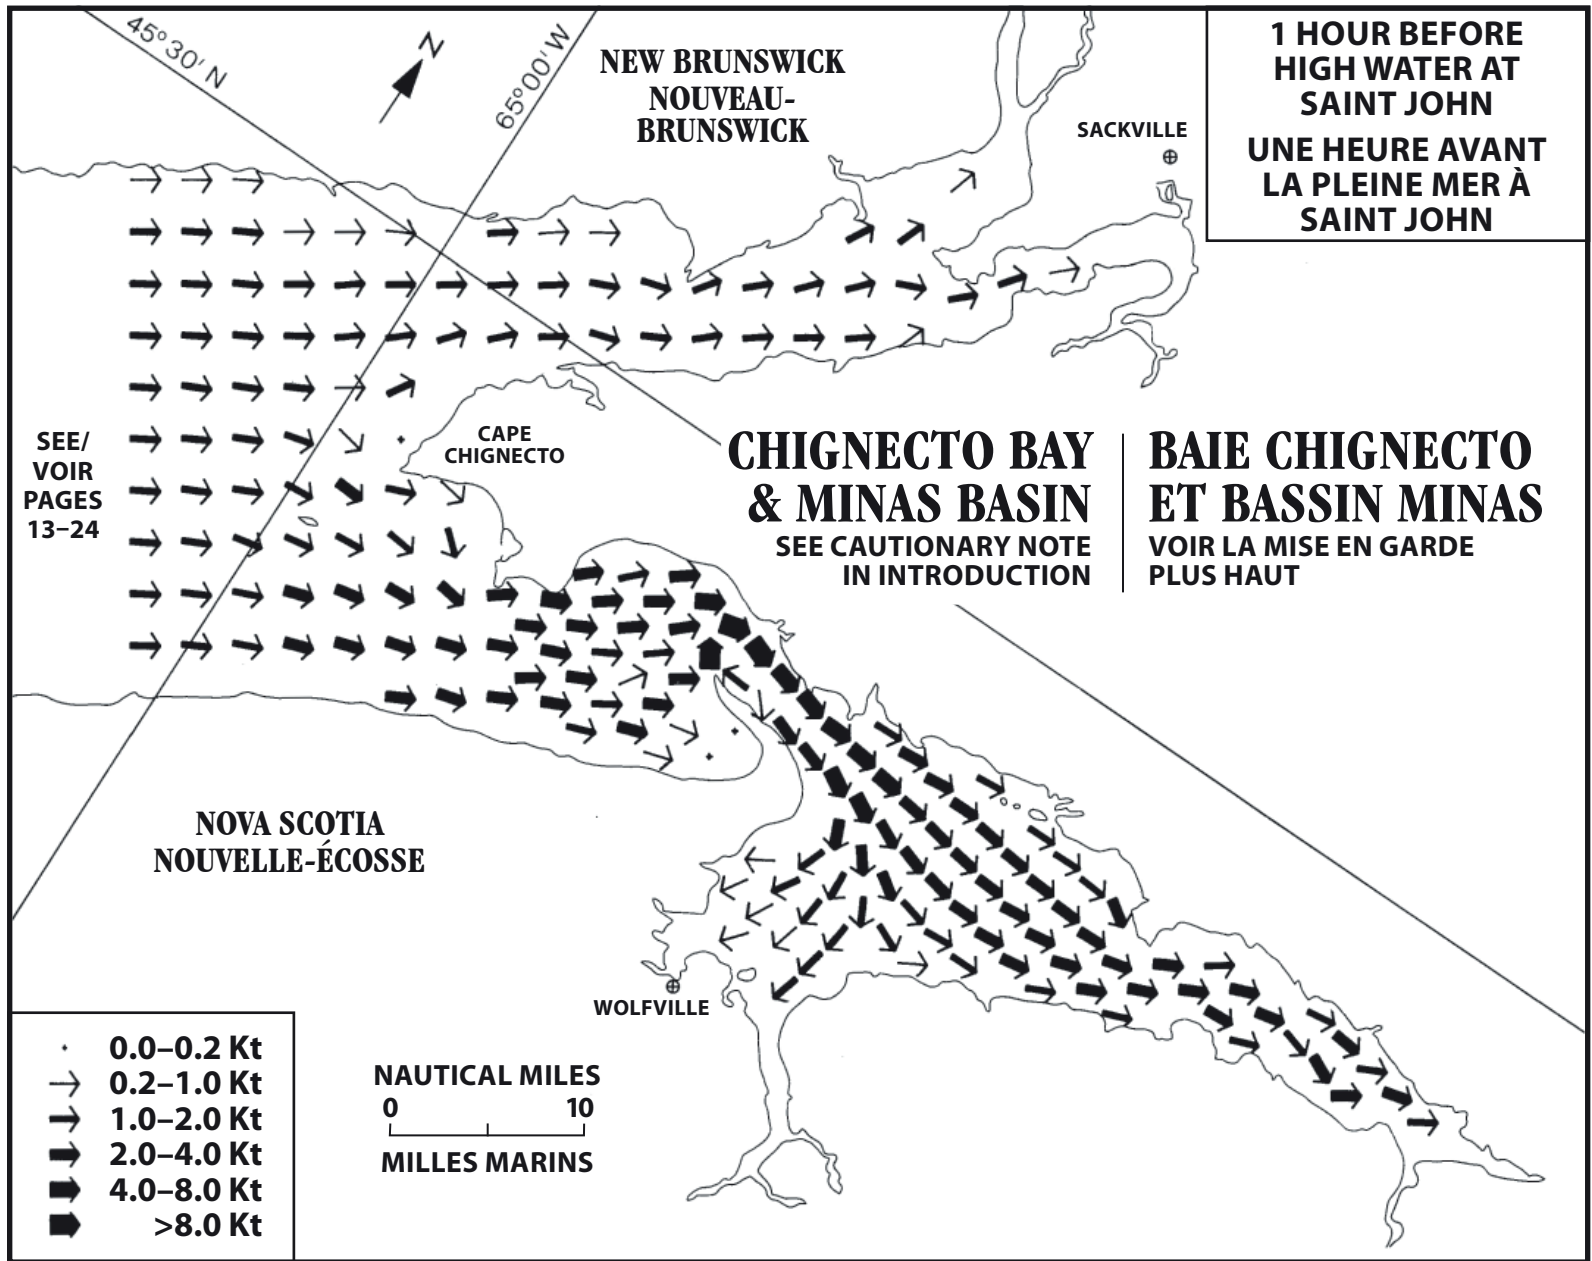 45°30' N
N
65°00' W
NEW BRUNSWICK
NOUVEAU-
BRUNSWICK
SACKVILLE
1 HOUR BEFORE
HIGH WATER AT
SAINT JOHN
UNE HEURE AVANT
LA PLEINE MER À
SAINT JOHN
SEE/
VOIR
PAGES
13–24
CAPE
CHIGNECTO
CHIGNECTO BAY
& MINAS BASIN
SEE CAUTIONARY NOTE
IN INTRODUCTION
BAIE CHIGNECTO
ET BASSIN MINAS
VOIR LA MISE EN GARDE
PLUS HAUT
NOVA SCOTIA
NOUVELLE-ÉCOSSE
WOLFVILLE
0.0–0.2 Kt
0.2–1.0 Kt
1.0–2.0 Kt
2.0–4.0 Kt
4.0–8.0 Kt
>8.0 Kt
NAUTICAL MILES
0 10
MILLES MARINS